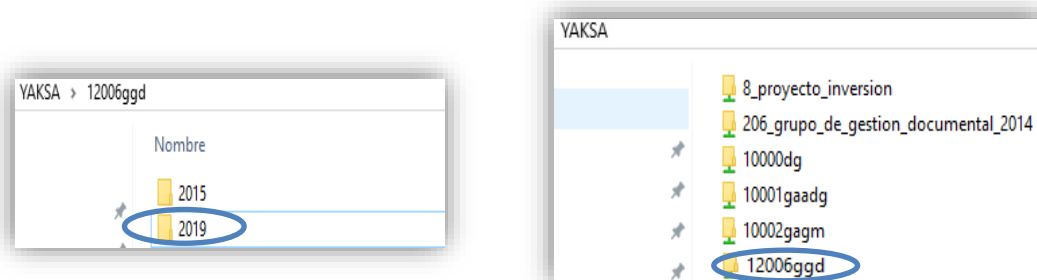 YAKSA > 12006ggd
Nombre
2015
2019
YAKSA
8_proyecto_inversion
206_grupo_de_gestion_documental_2014
10000dg
10001gaadg
10002gagm
12006ggd